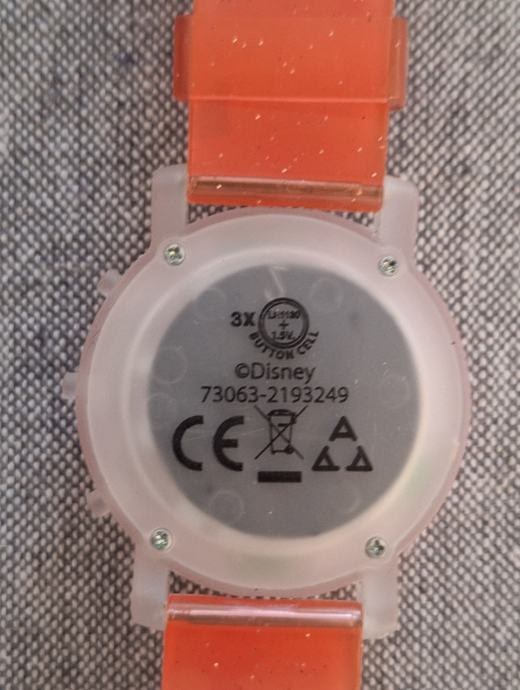 3X LR1130
+
1.5V
BUTTON CELL
©Disney
73063-2193249
CE